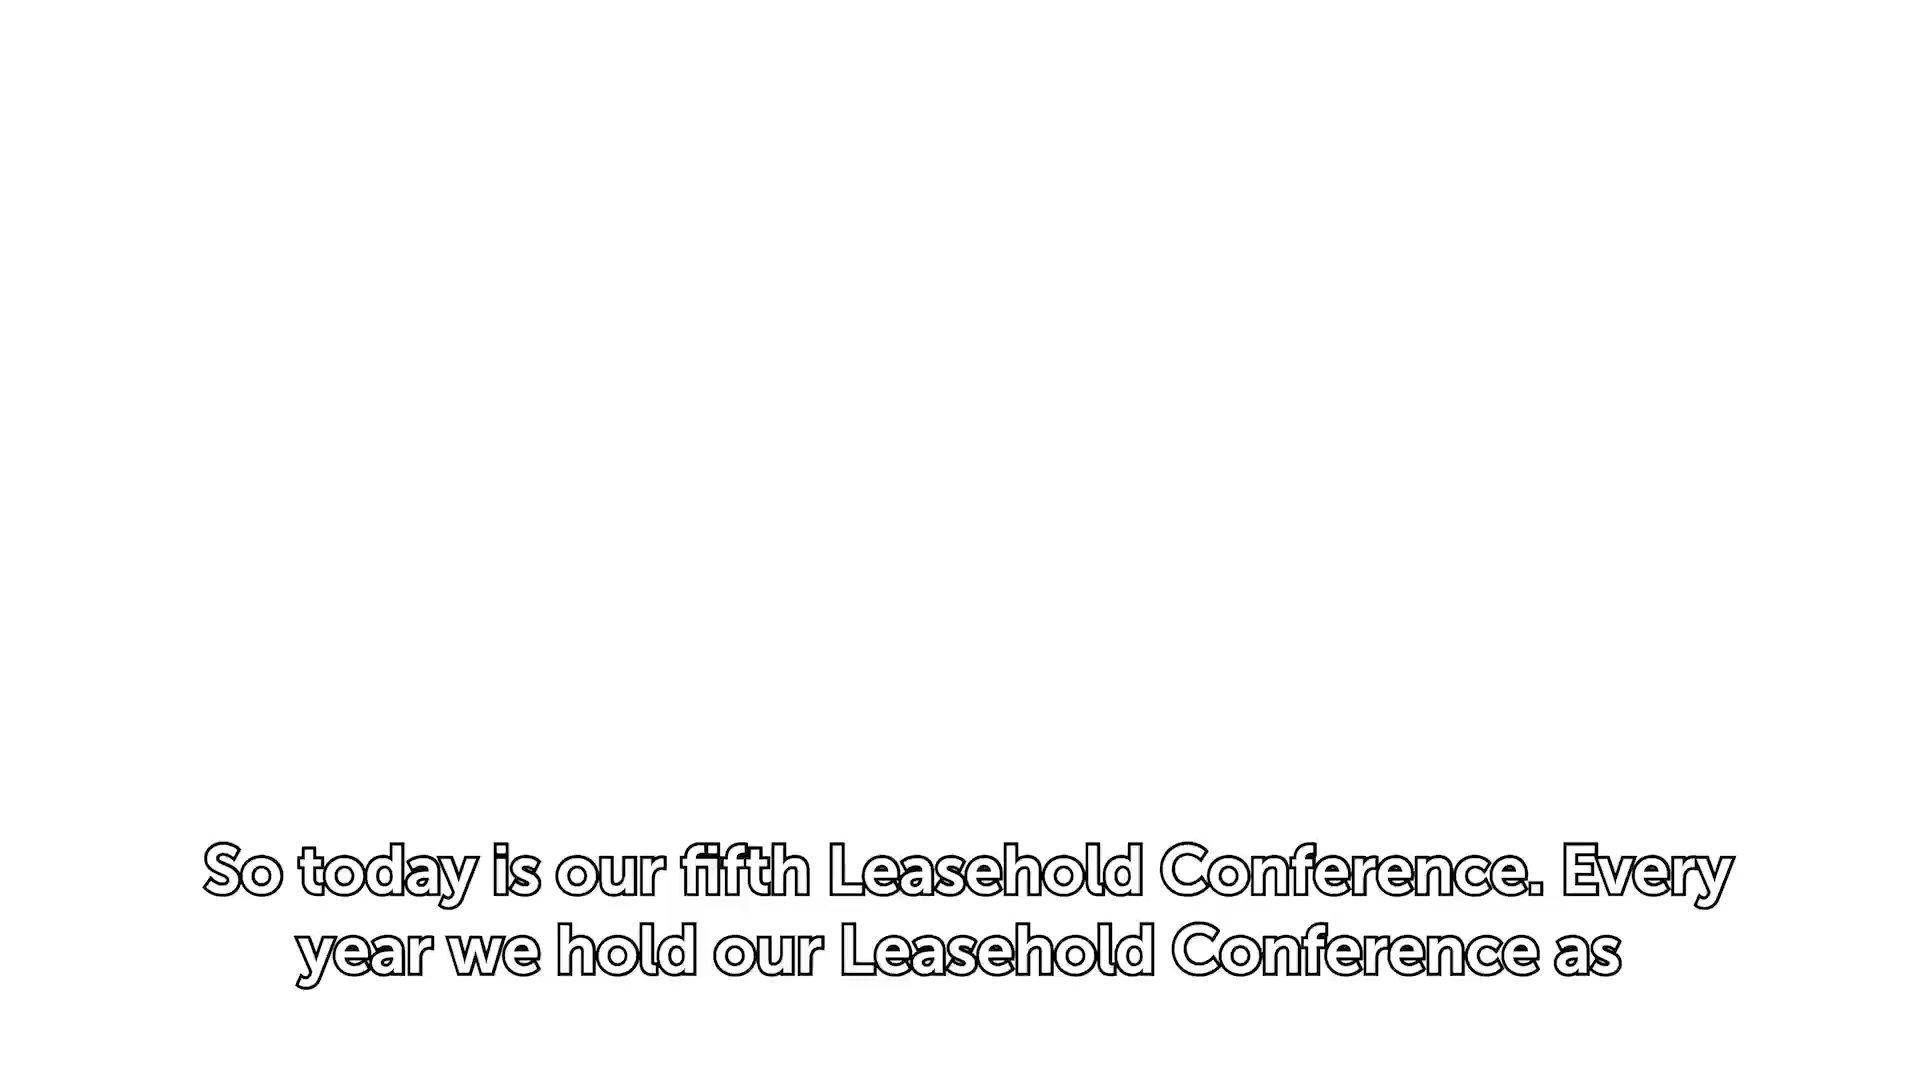 So today is our fifth Leasehold Conference. Every
year we hold our Leasehold Conference as